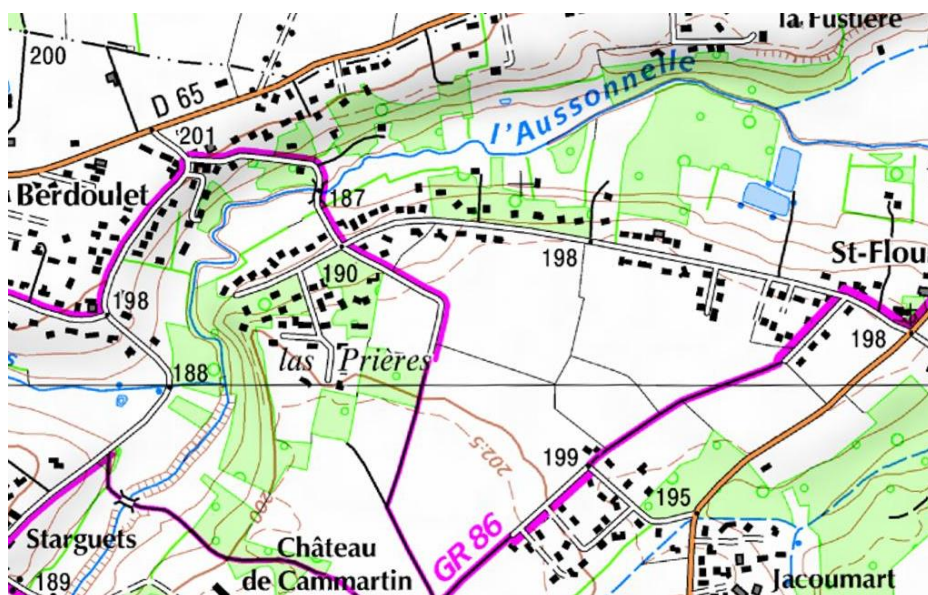 la Fustière
200
D 65
l'Aussonnelle
201
Berdoulet
187
190
198
St-Flou
198
198
las Prières
188
202.5
199
200
195
GR 86
Starguets
Château
de Cammartin
189
Jacoumart